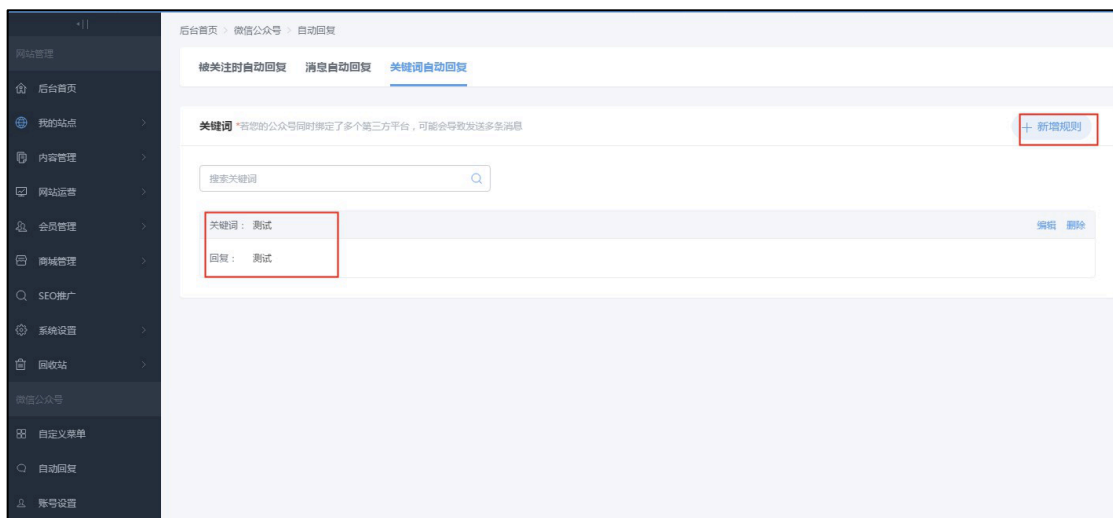 网站管理
后台首页
我的站点
内容管理
网站运营
会员管理
商城管理
SEO推广
系统设置
回收站
微信公众号
自定义菜单
自动回复
账号设置
后台首页 > 微信公众号 > 自动回复
被关注时自动回复 消息自动回复 关键词自动回复
关键词 *若您的公众号同时绑定了多个第三方平台，可能会导致发送多条消息
+ 新增规则
搜索关键词
关键词： 测试 编辑 删除
回复： 测试